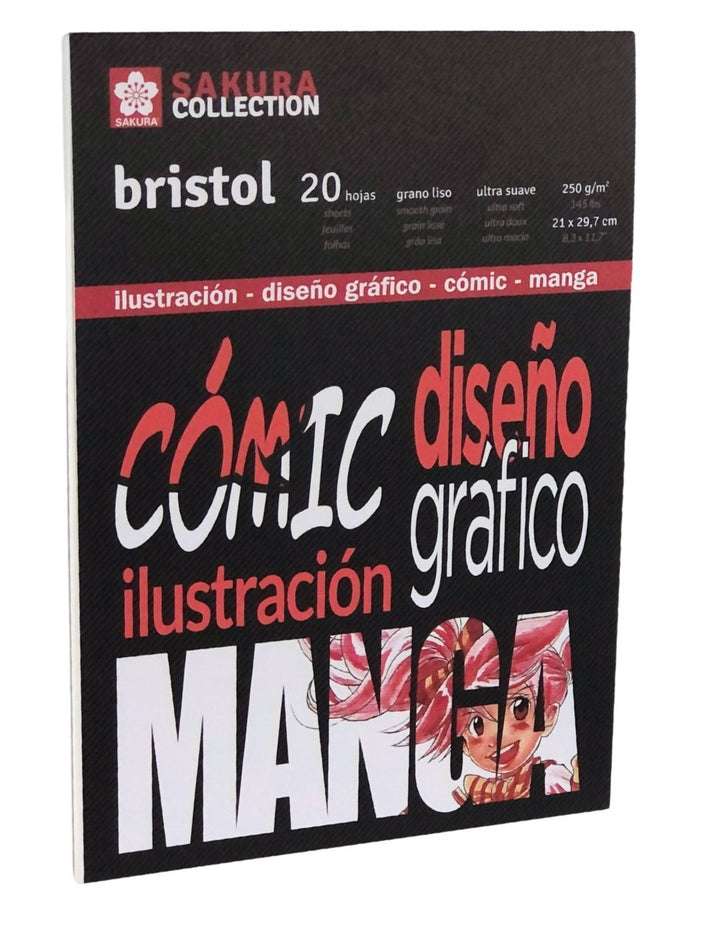 SAKURA
SAKURA
COLLECTION
bristol
20 hojas
sheets
feuilles
folhas
grano liso
smooth grain
grain lisse
grão lisa
ultra suave
ultra soft
ultra doux
ultra macio
250 g/m²
145 lbs
21 x 29,7 cm
8.3 x 11.7"
ilustración - diseño gráfico - cómic - manga
cómic
diseño
gráfico
ilustración
MANGA